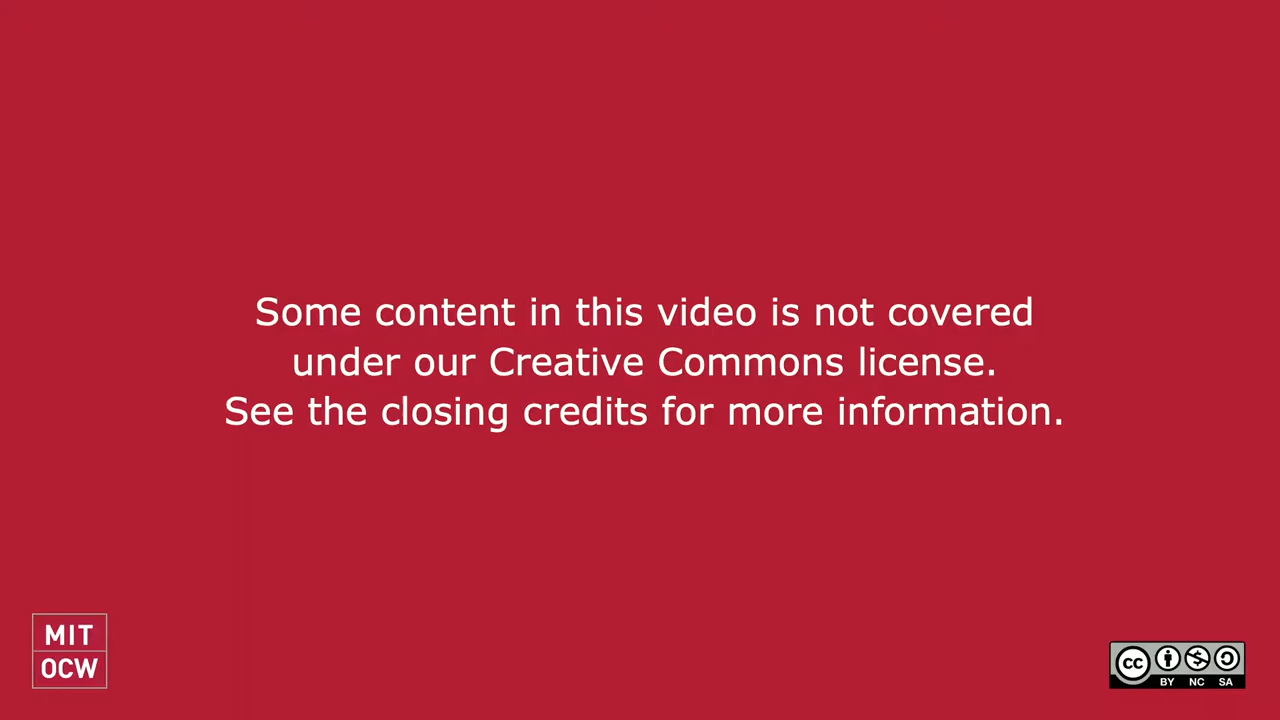 Some content in this video is not covered
under our Creative Commons license.
See the closing credits for more information.
MIT
OCW
cc
BY NC SA